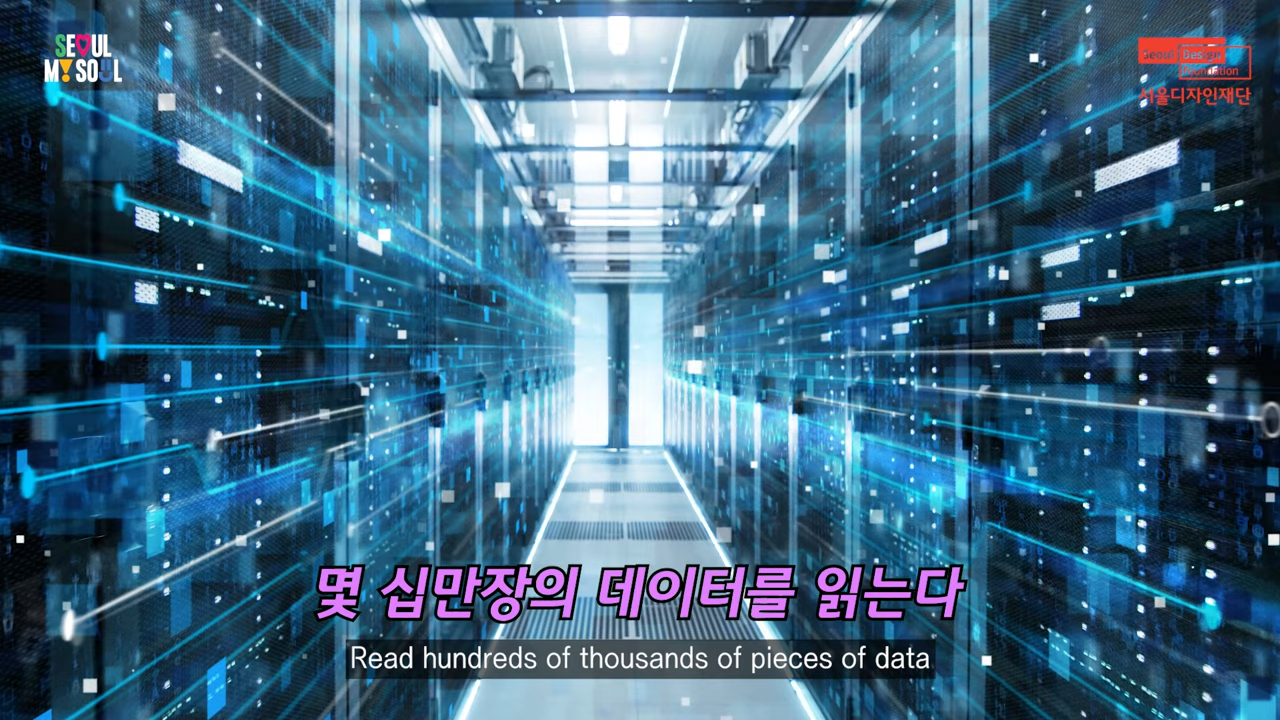 SEOUL
MY SOUL
Seoul Design
Foundation
서울디자인재단
몇 십만장의 데이터를 읽는다
Read hundreds of thousands of pieces of data